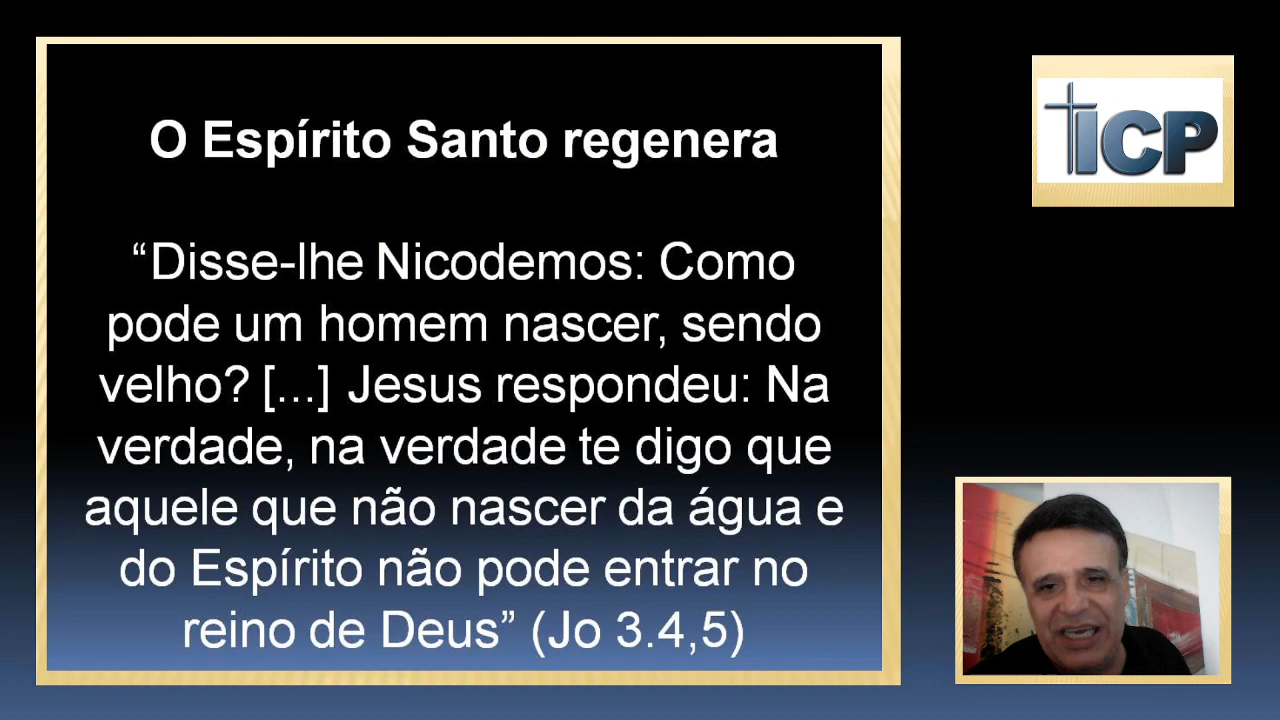 O Espírito Santo regenera
“Disse-lhe Nicodemos: Como
pode um homem nascer, sendo
velho? [...] Jesus respondeu: Na
verdade, na verdade te digo que
aquele que não nascer da água e
do Espírito não pode entrar no
reino de Deus” (Jo 3.4,5)
ICP